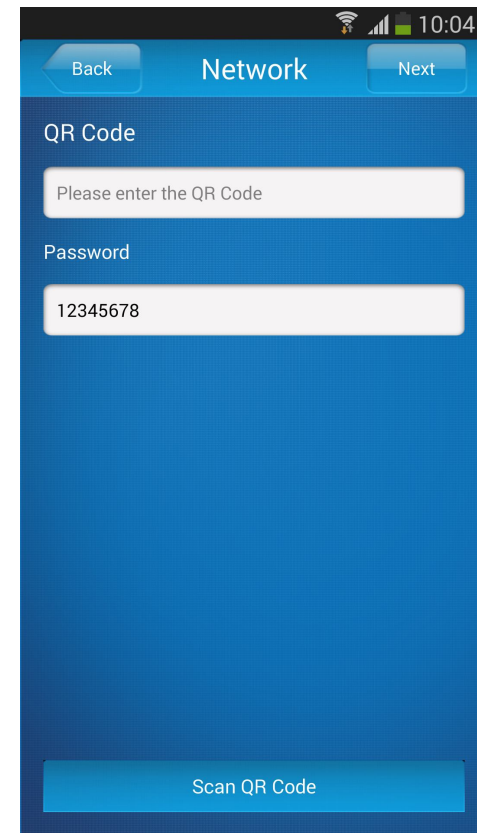 10:04
Back
Network
Next
QR Code
Please enter the QR Code
Password
12345678
Scan QR Code